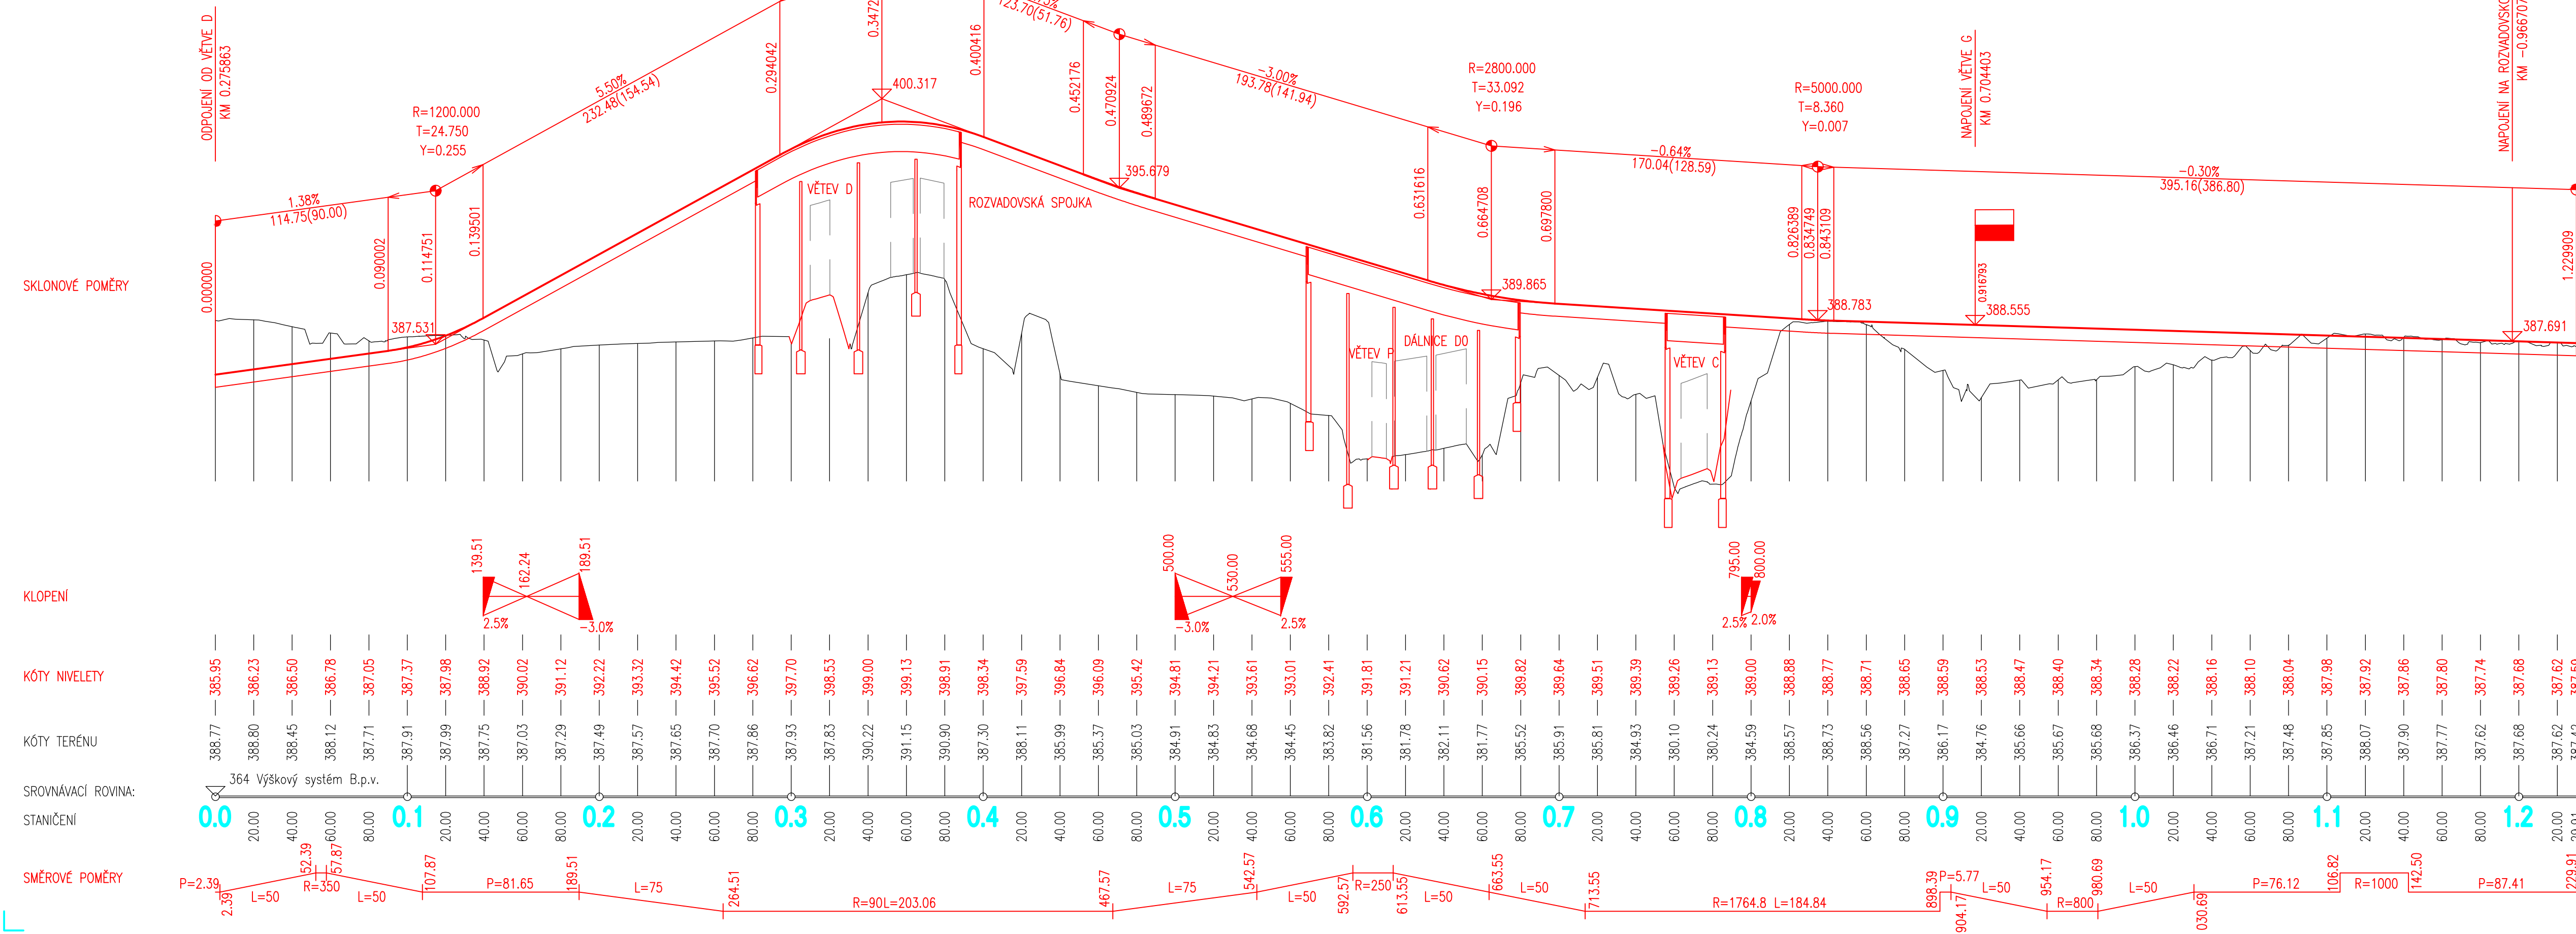 ODPOJENÍ OD VĚTVE D
KM 0.275863
R=1200.000
T=24.750
Y=0.255
1.38%
114.75(90.00)
5.50%
232.48(154.54)
123.70(51.76)
-3.00%
193.78(141.94)
R=2800.000
T=33.092
Y=0.196
-0.64%
170.04(128.59)
R=5000.000
T=8.360
Y=0.007
NAPOJENÍ VĚTVE G
KM 0.704403
-0.30%
395.16(386.80)
KM -0.966707
0.000000
0.090002
0.114751
0.139501
0.294042
0.3472
0.400416
0.452176
0.470924
0.489672
0.631616
0.664708
0.697800
0.826389
0.834749
0.843109
0.916793
1.229909
387.531
400.317
395.679
389.865
388.783
388.555
387.691
SKLONOVÉ POMĚRY
VĚTEV D
ROZVADOVSKÁ SPOJKA
VĚTEV P
DÁLNICE DO
VĚTEV C
KLOPENÍ
139.51 162.24 189.51
2.5% -3.0%
500.00 530.00 555.00
-3.0% 2.5%
795.00 800.00
2.5% 2.0%
KÓTY NIVELETY
385.95 386.23 386.50 386.78 387.05 387.37 387.98 388.92 390.02 391.12 392.22 393.32 394.42 395.52 396.62 397.70 398.53 399.00 399.13 398.91 398.34 397.59 396.84 396.09 395.42 394.81 394.21 393.61 393.01 392.41 391.81 391.21 390.62 390.15 389.82 389.64 389.51 389.39 389.26 389.13 389.00 388.88 388.77 388.71 388.65 388.59 388.53 388.47 388.40 388.34 388.28 388.22 388.16 388.10 388.04 387.98 387.92 387.86 387.80 387.74 387.68 387.62 387.59
KÓTY TERÉNU
388.77 388.80 388.45 388.12 387.71 387.91 387.99 387.75 387.03 387.29 387.49 387.57 387.65 387.70 387.86 387.93 387.83 390.22 391.15 390.90 387.30 388.11 385.99 385.37 385.03 384.91 384.83 384.68 384.45 383.82 381.56 381.78 382.11 381.77 385.52 385.91 385.81 384.93 380.10 380.24 384.59 388.57 388.73 388.56 387.27 386.17 384.76 385.66 385.67 385.68 386.37 386.46 386.71 387.21 387.48 387.85 388.07 387.90 387.77 387.62 387.68 387.62 387.42
SROVNÁVACÍ ROVINA:
364 Výškový systém B.p.v.
STANIČENÍ
0.0 20.00 40.00 60.00 80.00 0.1 20.00 40.00 60.00 80.00 0.2 20.00 40.00 60.00 80.00 0.3 20.00 40.00 60.00 80.00 0.4 20.00 40.00 60.00 80.00 0.5 20.00 40.00 60.00 80.00 0.6 20.00 40.00 60.00 80.00 0.7 20.00 40.00 60.00 80.00 0.8 20.00 40.00 60.00 80.00 0.9 20.00 40.00 60.00 80.00 1.0 20.00 40.00 60.00 80.00 1.1 20.00 40.00 60.00 80.00 1.2 20.00 29.91
SMĚROVÉ POMĚRY
P=2.39 2.39 L=50 52.39 R=350 57.87 L=50 107.87 P=81.65 189.51 L=75 264.51 R=90L=203.06 467.57 L=75 542.57 L=50 592.57 R=250 613.55 L=50 663.55 L=50 713.55 R=1764.8 L=184.84 898.39 P=5.77 904.17 L=50 954.17 R=800 980.69 L=50 030.69 P=76.12 106.82 R=1000 142.50 P=87.41 229.91